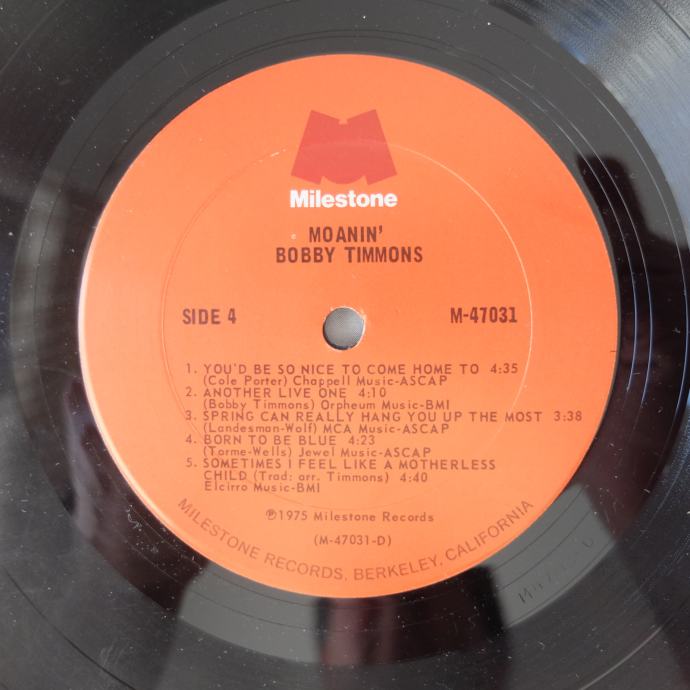 Milestone
MOANIN'
BOBBY TIMMONS
SIDE 4
M-47031
1. YOU'D BE SO NICE TO COME HOME TO 4:35
(Cole Porter) Chappell Music-ASCAP
2. ANOTHER LIVE ONE 4:10
(Bobby Timmons) Orpheum Music-BMI
3. SPRING CAN REALLY HANG YOU UP THE MOST 3:38
(Landesman-Wolf) MCA Music-ASCAP
4. BORN TO BE BLUE 4:23
(Torme-Wells) Jewel Music-ASCAP
5. SOMETIMES I FEEL LIKE A MOTHERLESS
CHILD (Trad: arr. Timmons) 4:40
Elcirro Music-BMI
℗1975 Milestone Records
(M-47031-D)
MILESTONE RECORDS, BERKELEY, CALIFORNIA